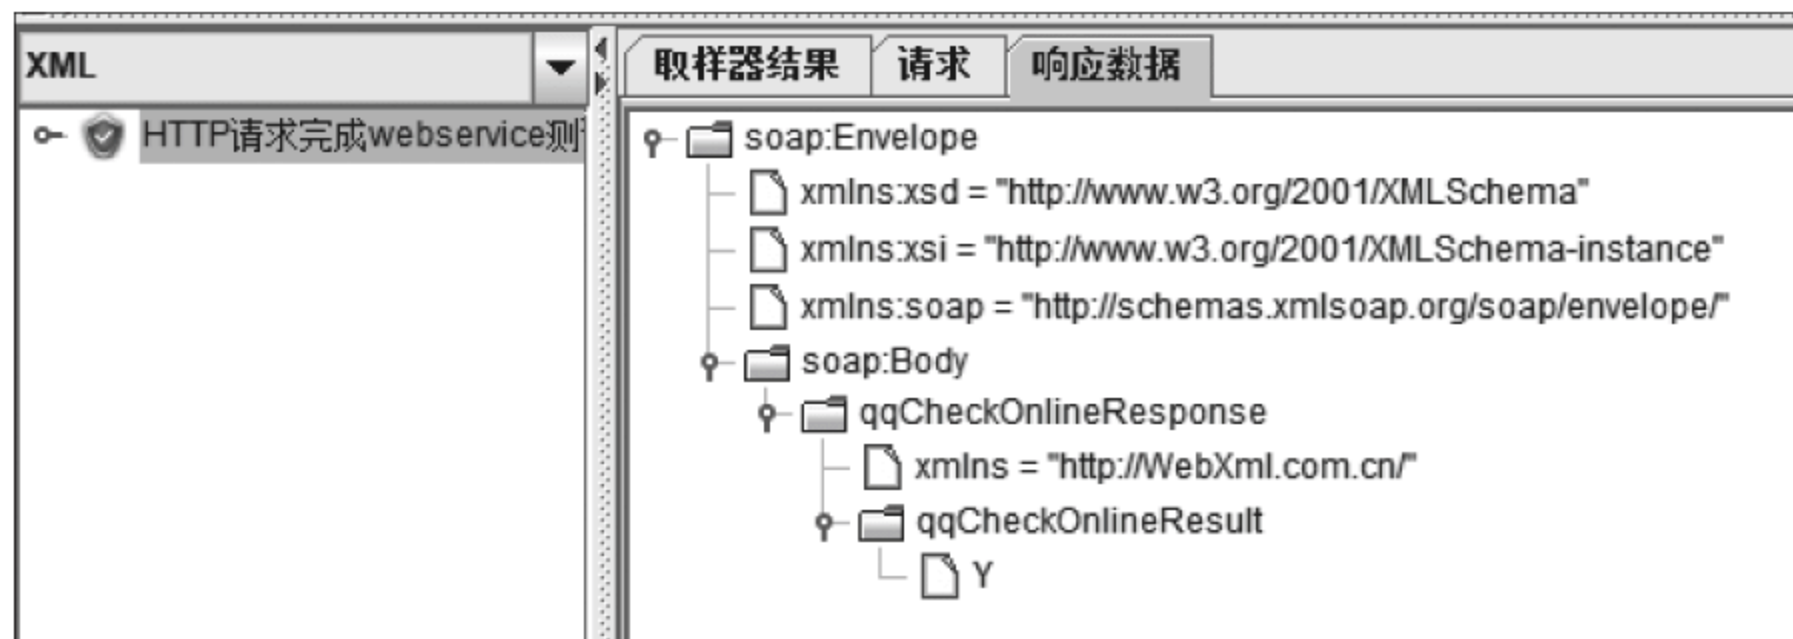 XML
HTTP请求完成webservice测
取样器结果 请求 响应数据
soap:Envelope
xmlns:xsd = "http://www.w3.org/2001/XMLSchema"
xmlns:xsi = "http://www.w3.org/2001/XMLSchema-instance"
xmlns:soap = "http://schemas.xmlsoap.org/soap/envelope/"
soap:Body
qqCheckOnlineResponse
xmlns = "http://WebXml.com.cn/"
qqCheckOnlineResult
Y